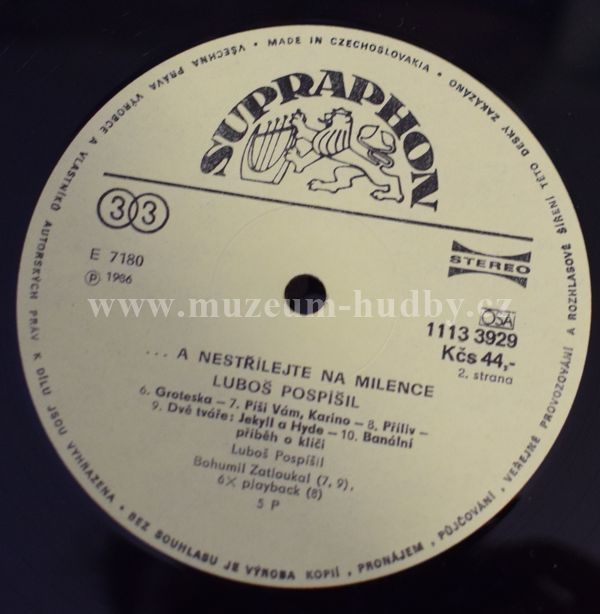 MADE IN CZECHOSLOVAKIA • VŠECHNA PRÁVA VÝROBCE A VLASTNÍKŮ AUTORSKÝCH PRÁV K DÍLU JSOU VYHRAZENA • BEZ SOUHLASU JE VÝROBA KOPIÍ, PRONÁJEM, PŮJČOVÁNÍ, VEŘEJNÉ PROVOZOVÁNÍ A ROZHLASOVÉ ŠÍŘENÍ TÉTO DESKY ZAKÁZÁNO •
SUPRAPHON
33
STEREO
E 7180
Ⓟ 1986
www.muzeum-hudby.cz
OSA
1113 3929
Kčs 44,-
2. strana
... A NESTŘÍLEJTE NA MILENCE
LUBOŠ POSPÍŠIL
6. Groteska – 7. Píši Vám, Karino – 8. Příliv –
9. Dvě tváře: Jekyll a Hyde – 10. Banální
příběh o klíči
Luboš Pospíšil
Bohumil Zatloukal (7, 9),
6× playback (8)
5 P